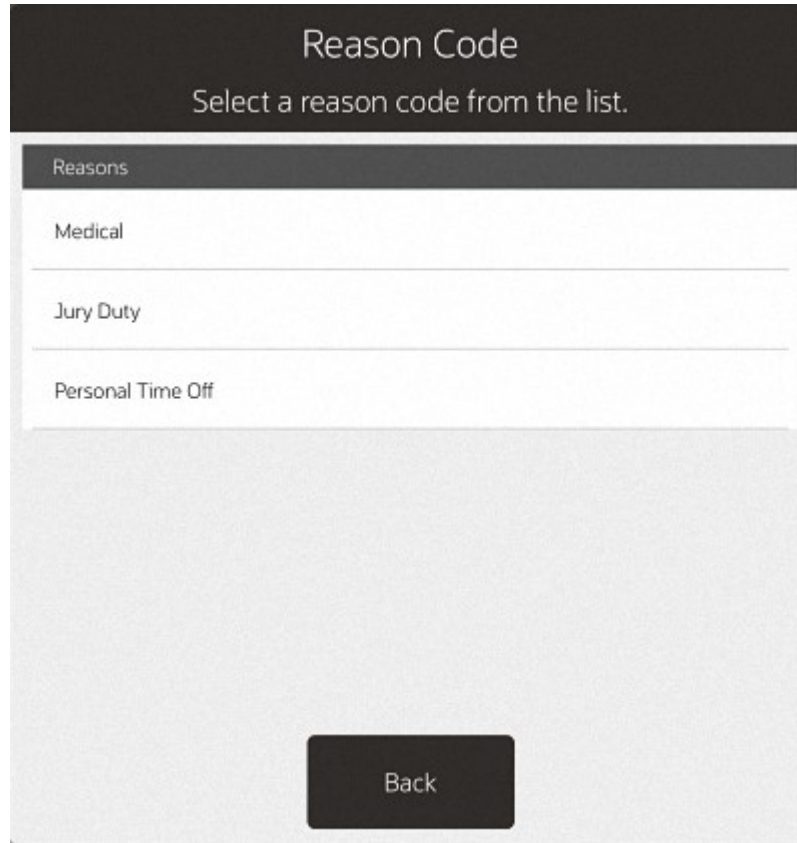 Reason Code
Select a reason code from the list.
Reasons
Medical
Jury Duty
Personal Time Off
Back